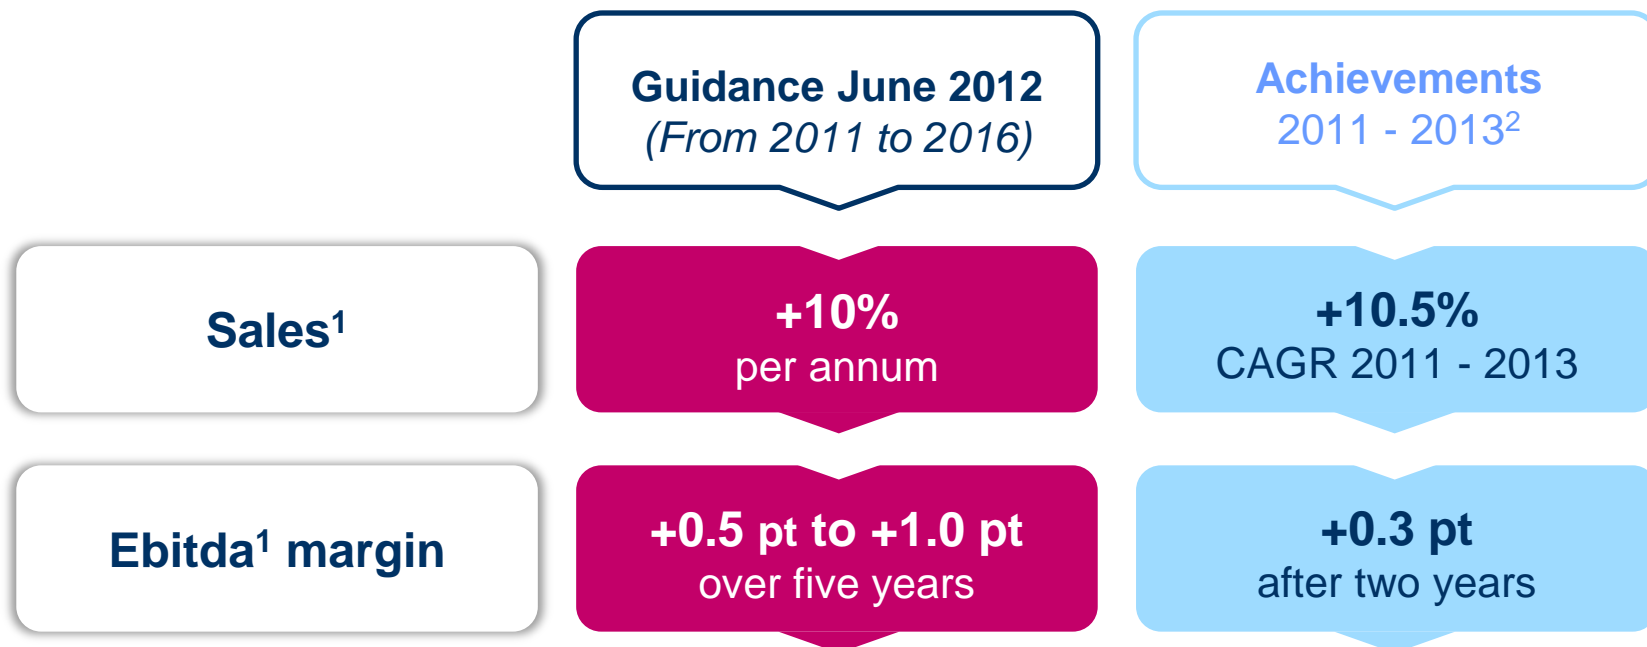 Guidance June 2012
(From 2011 to 2016)
Achievements
2011 - 2013²
Sales¹
+10%
per annum
+10.5%
CAGR 2011 - 2013
Ebitda¹ margin
+0.5 pt to +1.0 pt
over five years
+0.3 pt
after two years